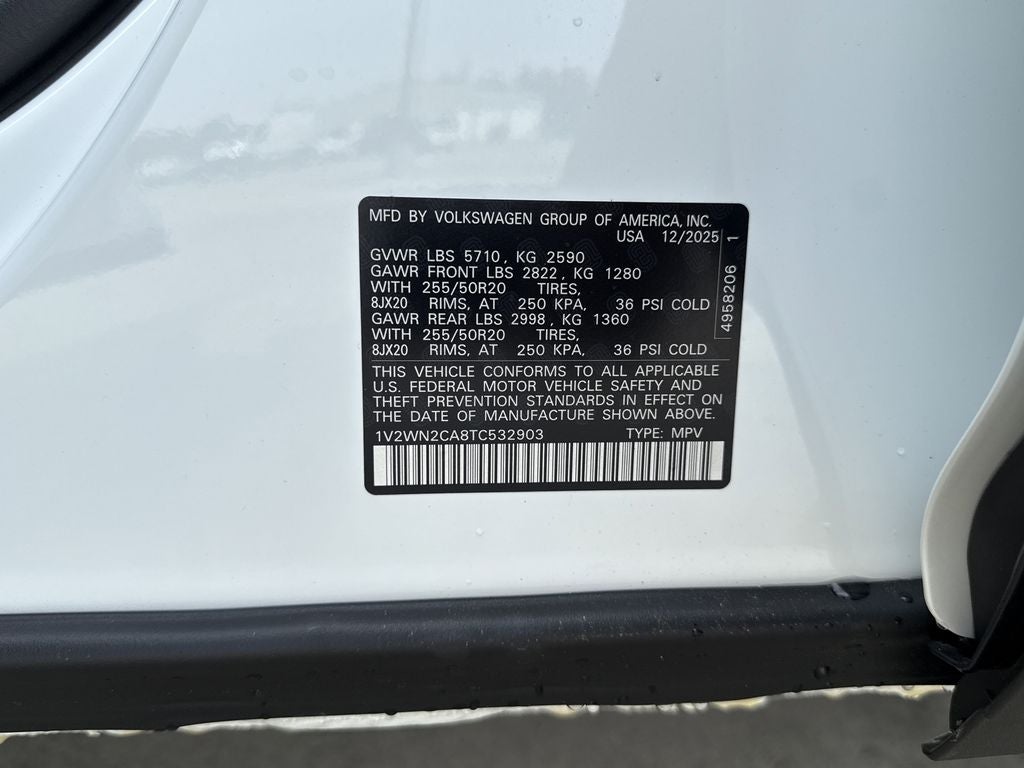 MFD BY VOLKSWAGEN GROUP OF AMERICA, INC.
USA 12/2025
GVWR LBS 5710, KG 2590
GAWR FRONT LBS 2822, KG 1280
WITH 255/50R20 TIRES,
8JX20 RIMS, AT 250 KPA, 36 PSI COLD
GAWR REAR LBS 2998, KG 1360
WITH 255/50R20 TIRES,
8JX20 RIMS, AT 250 KPA, 36 PSI COLD
4958206 1
THIS VEHICLE CONFORMS TO ALL APPLICABLE
U.S. FEDERAL MOTOR VEHICLE SAFETY AND
THEFT PREVENTION STANDARDS IN EFFECT ON
THE DATE OF MANUFACTURE SHOWN ABOVE.
1V2WN2CA8TC532903 TYPE: MPV